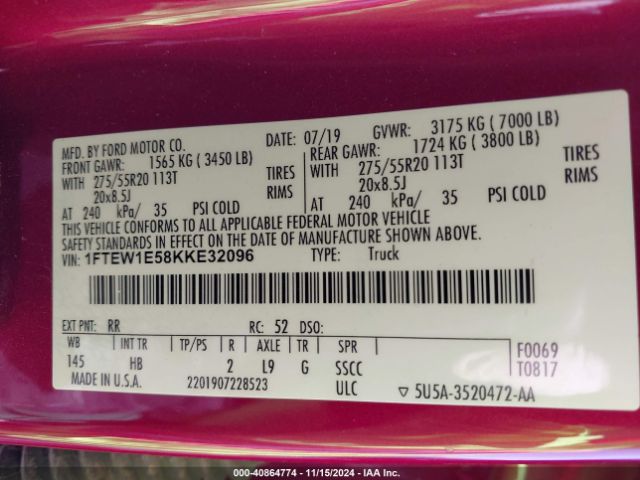 MFD. BY FORD MOTOR CO.
DATE: 07/19 GVWR: 3175 KG ( 7000 LB)
FRONT GAWR: 1565 KG ( 3450 LB) REAR GAWR: 1724 KG ( 3800 LB)
WITH 275/55R20 113T TIRES WITH 275/55R20 113T TIRES
20x8.5J RIMS 20x8.5J RIMS
AT 240 kPa/ 35 PSI COLD AT 240 kPa/ 35 PSI COLD
THIS VEHICLE CONFORMS TO ALL APPLICABLE FEDERAL MOTOR VEHICLE
SAFETY STANDARDS IN EFFECT ON THE DATE OF MANUFACTURE SHOWN ABOVE.
VIN: 1FTEW1E58KKE32096 TYPE: Truck
EXT PNT: RR RC: 52 DSO:
WB INT TR TP/PS R AXLE TR SPR
145 HB 2 L9 G SSCC
F0069
T0817
MADE IN U.S.A. 2201907228523 ULC ▽ 5U5A-3520472-AA
000-40864774 - 11/15/2024 - IAA Inc.